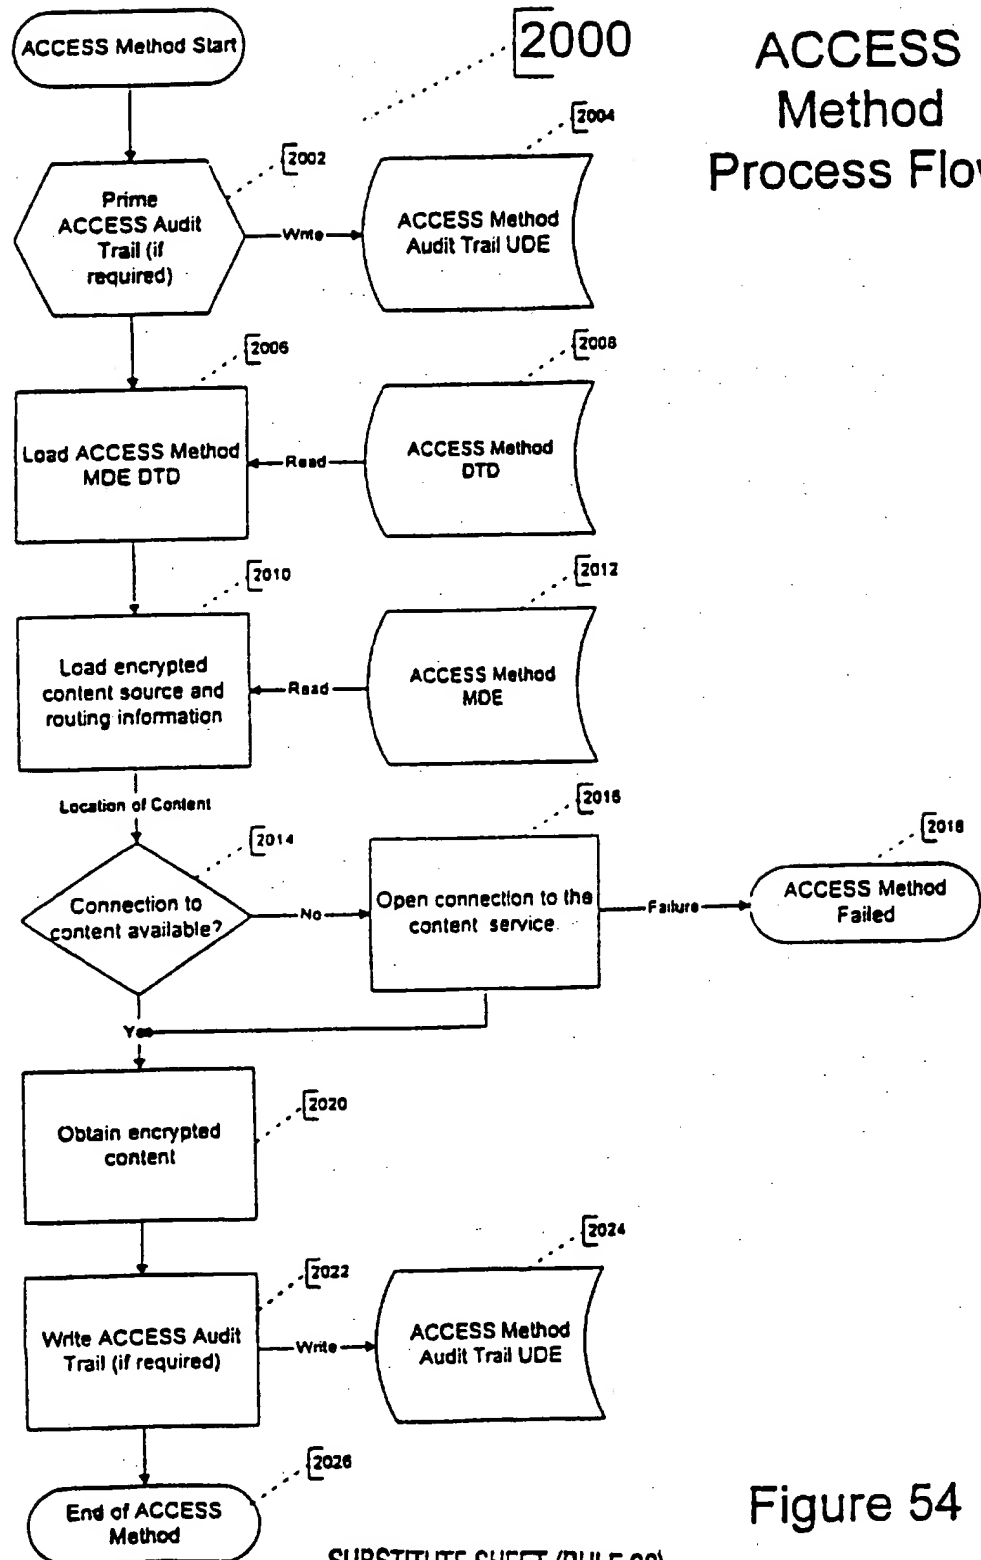 ACCESS Method Start
2000
ACCESS
Method
Process Flow
2004
2002
Prime
ACCESS Audit
Trail (if
required)
Write
ACCESS Method
Audit Trail UDE
2006
2008
Load ACCESS Method
MDE DTD
Read
ACCESS Method
DTD
2010
2012
Load encrypted
content source and
routing information
Read
ACCESS Method
MDE
Location of Content
2014
2016
2018
Connection to
content available?
No
Open connection to the
content service.
Failure
ACCESS Method
Failed
Yes
2020
Obtain encrypted
content
2022
2024
Write ACCESS Audit
Trail (if required)
Write
ACCESS Method
Audit Trail UDE
2026
End of ACCESS
Method
Figure 54
SUBSTITUTE SHEET (RULE